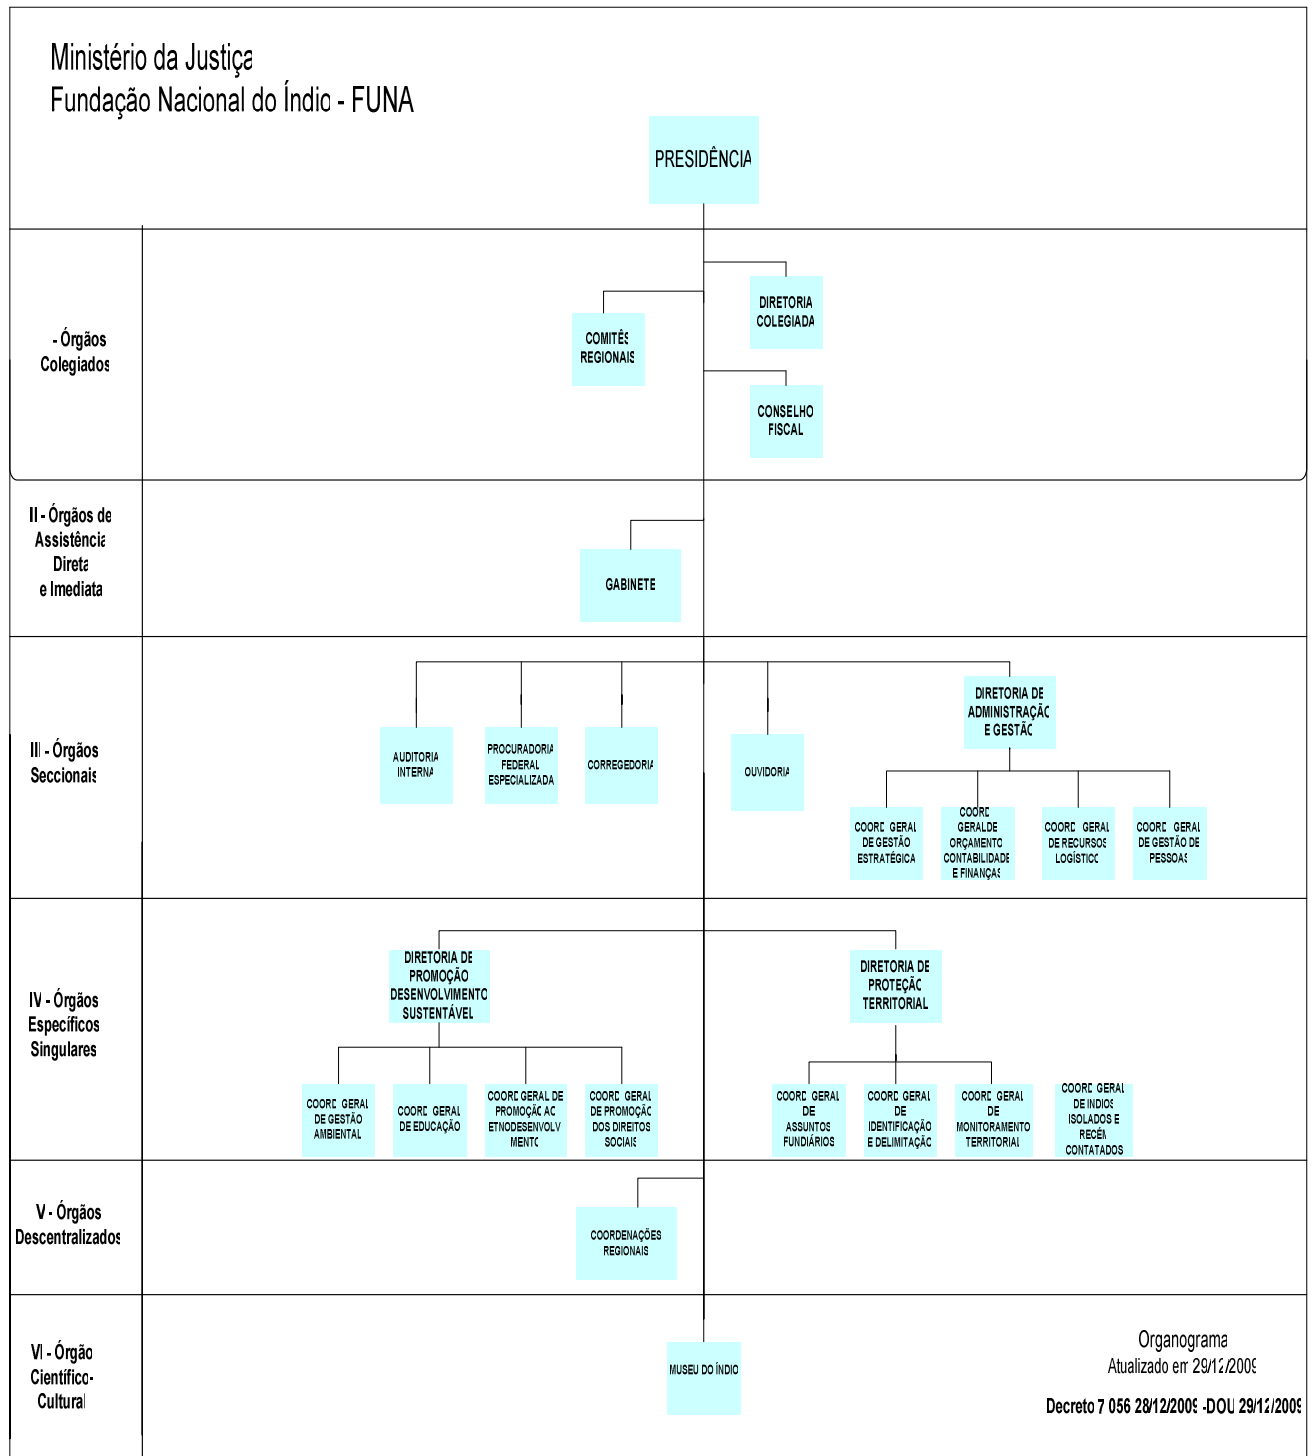 Ministério da Justiça
Fundação Nacional do Índio - FUNA
PRESIDÊNCIA
- Órgãos
Colegiados
DIRETORIA
COLEGIADA
COMITÊS
REGIONAIS
CONSELHO
FISCAL
II - Órgãos de
Assistência
Direta
e Imediata
GABINETE
III - Órgãos
Seccionais
AUDITORIA
INTERNA
PROCURADORIA
FEDERAL
ESPECIALIZADA
CORREGEDORIA
OUVIDORIA
DIRETORIA DE
ADMINISTRAÇÃO
E GESTÃO
COORD GERAL
DE GESTÃO
ESTRATÉGICA
COORD
GERALDE
ORÇAMENTO
CONTABILIDADE
E FINANÇAS
COORD GERAL
DE RECURSOS
LOGÍSTICO
COORD GERAL
DE GESTÃO DE
PESSOAS
IV - Órgãos
Específicos
Singulares
DIRETORIA DE
PROMOÇÃO
DESENVOLVIMENTO
SUSTENTÁVEL
DIRETORIA DE
PROTEÇÃO
TERRITORIAL
COORD GERAL
DE GESTÃO
AMBIENTAL
COORD GERAL
DE EDUCAÇÃO
COORD GERAL DE
PROMOÇÃO AO
ETNODESENVOLV
MENTO
COORD GERAL
DE PROMOÇÃO
DOS DIREITOS
SOCIAIS
COORD GERAL
DE
ASSUNTOS
FUNDIÁRIOS
COORD GERAL
DE
IDENTIFICAÇÃO
E DELIMITAÇÃO
COORD GERAL
DE
MONITORAMENTO
TERRITORIAL
COORD GERAL
DE INDIOS
ISOLADOS E
RECÉM
CONTATADOS
V - Órgãos
Descentralizados
COORDENAÇÕES
REGIONAIS
VI - Órgão
Científico-
Cultural
MUSEU DO ÍNDIO
Organograma
Atualizado em 29/12/2009
Decreto 7 056 28/12/2009 -DOU 29/12/2009